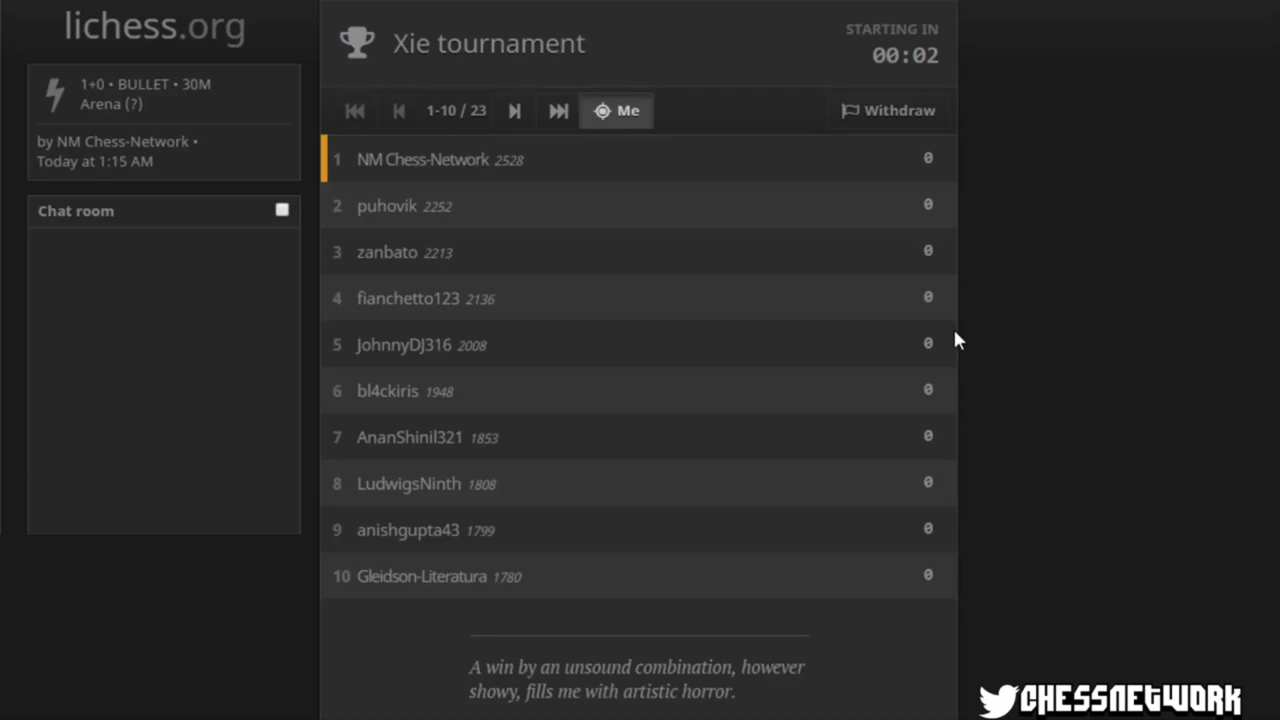 lichess.org
1+0 • BULLET • 30M
Arena (?)
by NM Chess-Network •
Today at 1:15 AM
Chat room
Xie tournament
STARTING IN
00:02
1-10 / 23
Me
Withdraw
1 NM Chess-Network 2528 0
2 puhovik 2252 0
3 zanbato 2213 0
4 fianchetto123 2136 0
5 JohnnyDJ316 2008 0
6 bl4ckiris 1948 0
7 AnanShinil321 1853 0
8 LudwigsNinth 1808 0
9 anishgupta43 1799 0
10 Gleidson-Literatura 1780 0
A win by an unsound combination, however
showy, fills me with artistic horror.
CHESSNETWORK